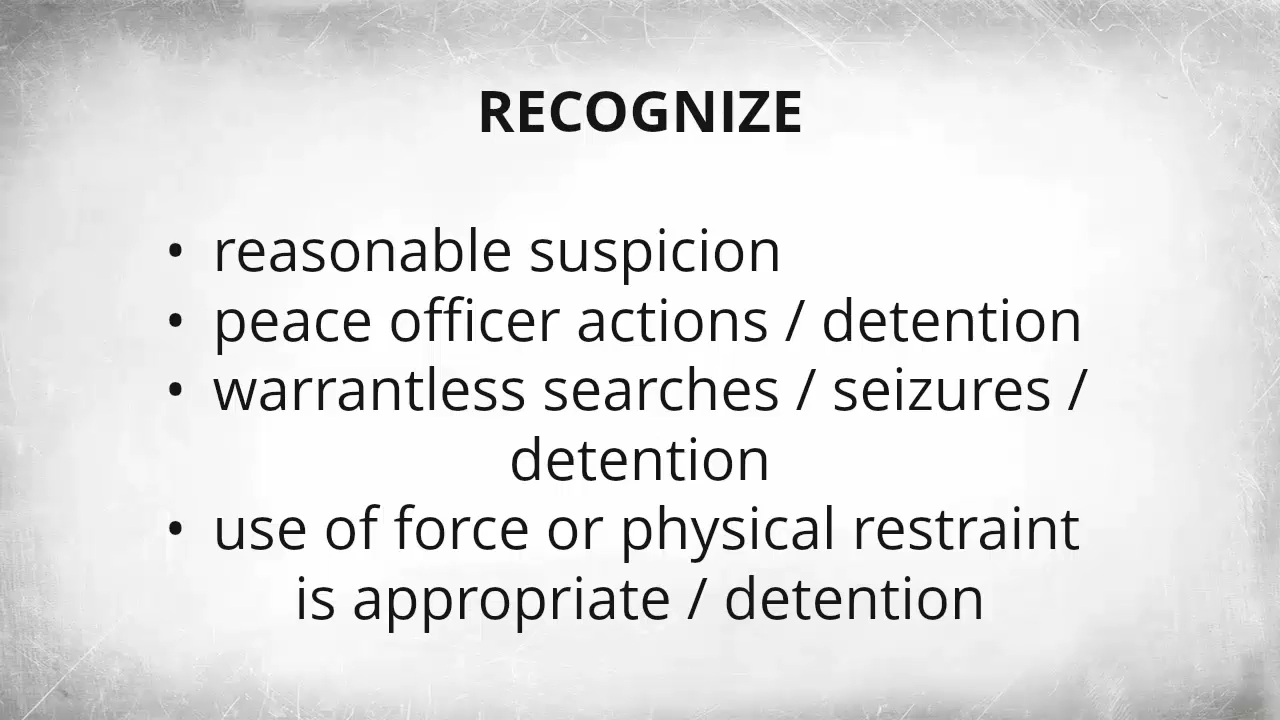 RECOGNIZE
• reasonable suspicion
• peace officer actions / detention
• warrantless searches / seizures /
detention
• use of force or physical restraint
is appropriate / detention